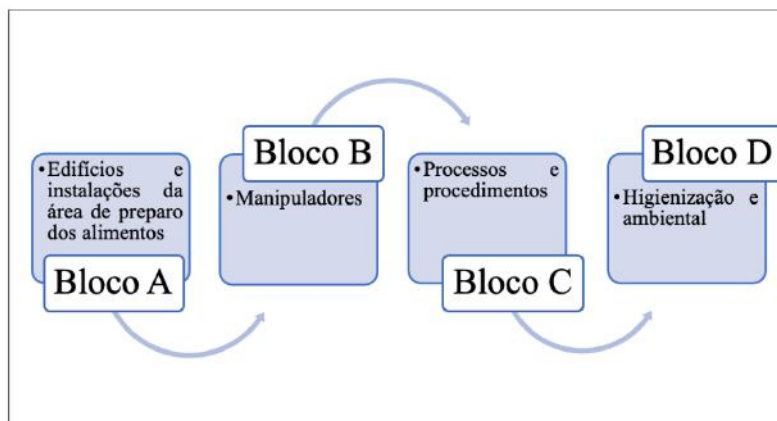 •Edifícios e
instalações da
área de preparo
dos alimentos
Bloco A
Bloco B
•Manipuladores
•Processos e
procedimentos
Bloco C
Bloco D
•Higienização e
ambiental